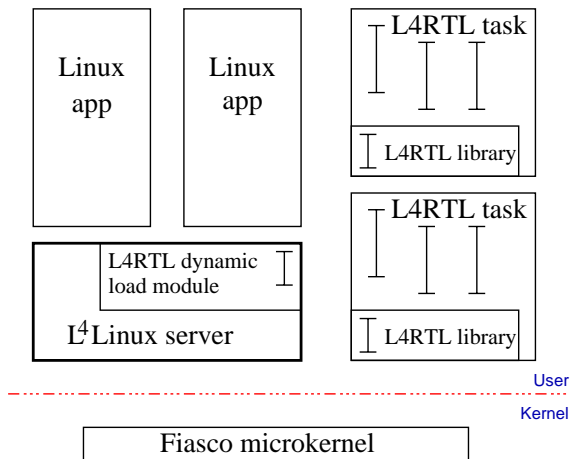 Linux
app
Linux
app
L4RTL task
L4RTL library
L4RTL task
L4RTL library
L4RTL dynamic
load module
L4Linux server
User
Kernel
Fiasco microkernel